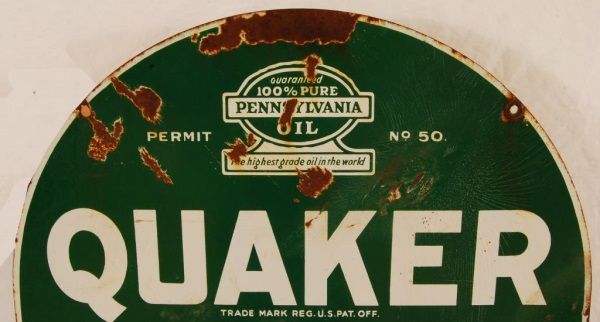 Guaranteed
100% PURE
PENNSYLVANIA
OIL
PERMIT Nº 50.
The highest grade oil in the world
QUAKER
TRADE MARK REG. U.S. PAT. OFF.